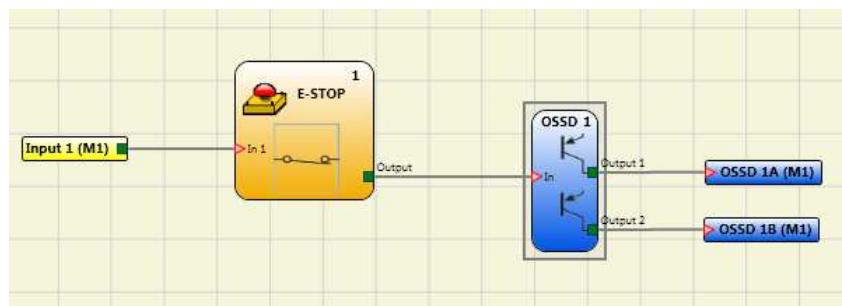 1
E-STOP
OSSD 1
Input 1 (M1)
In 1
Output
In
Output 1
OSSD 1A (M1)
Output 2
OSSD 1B (M1)